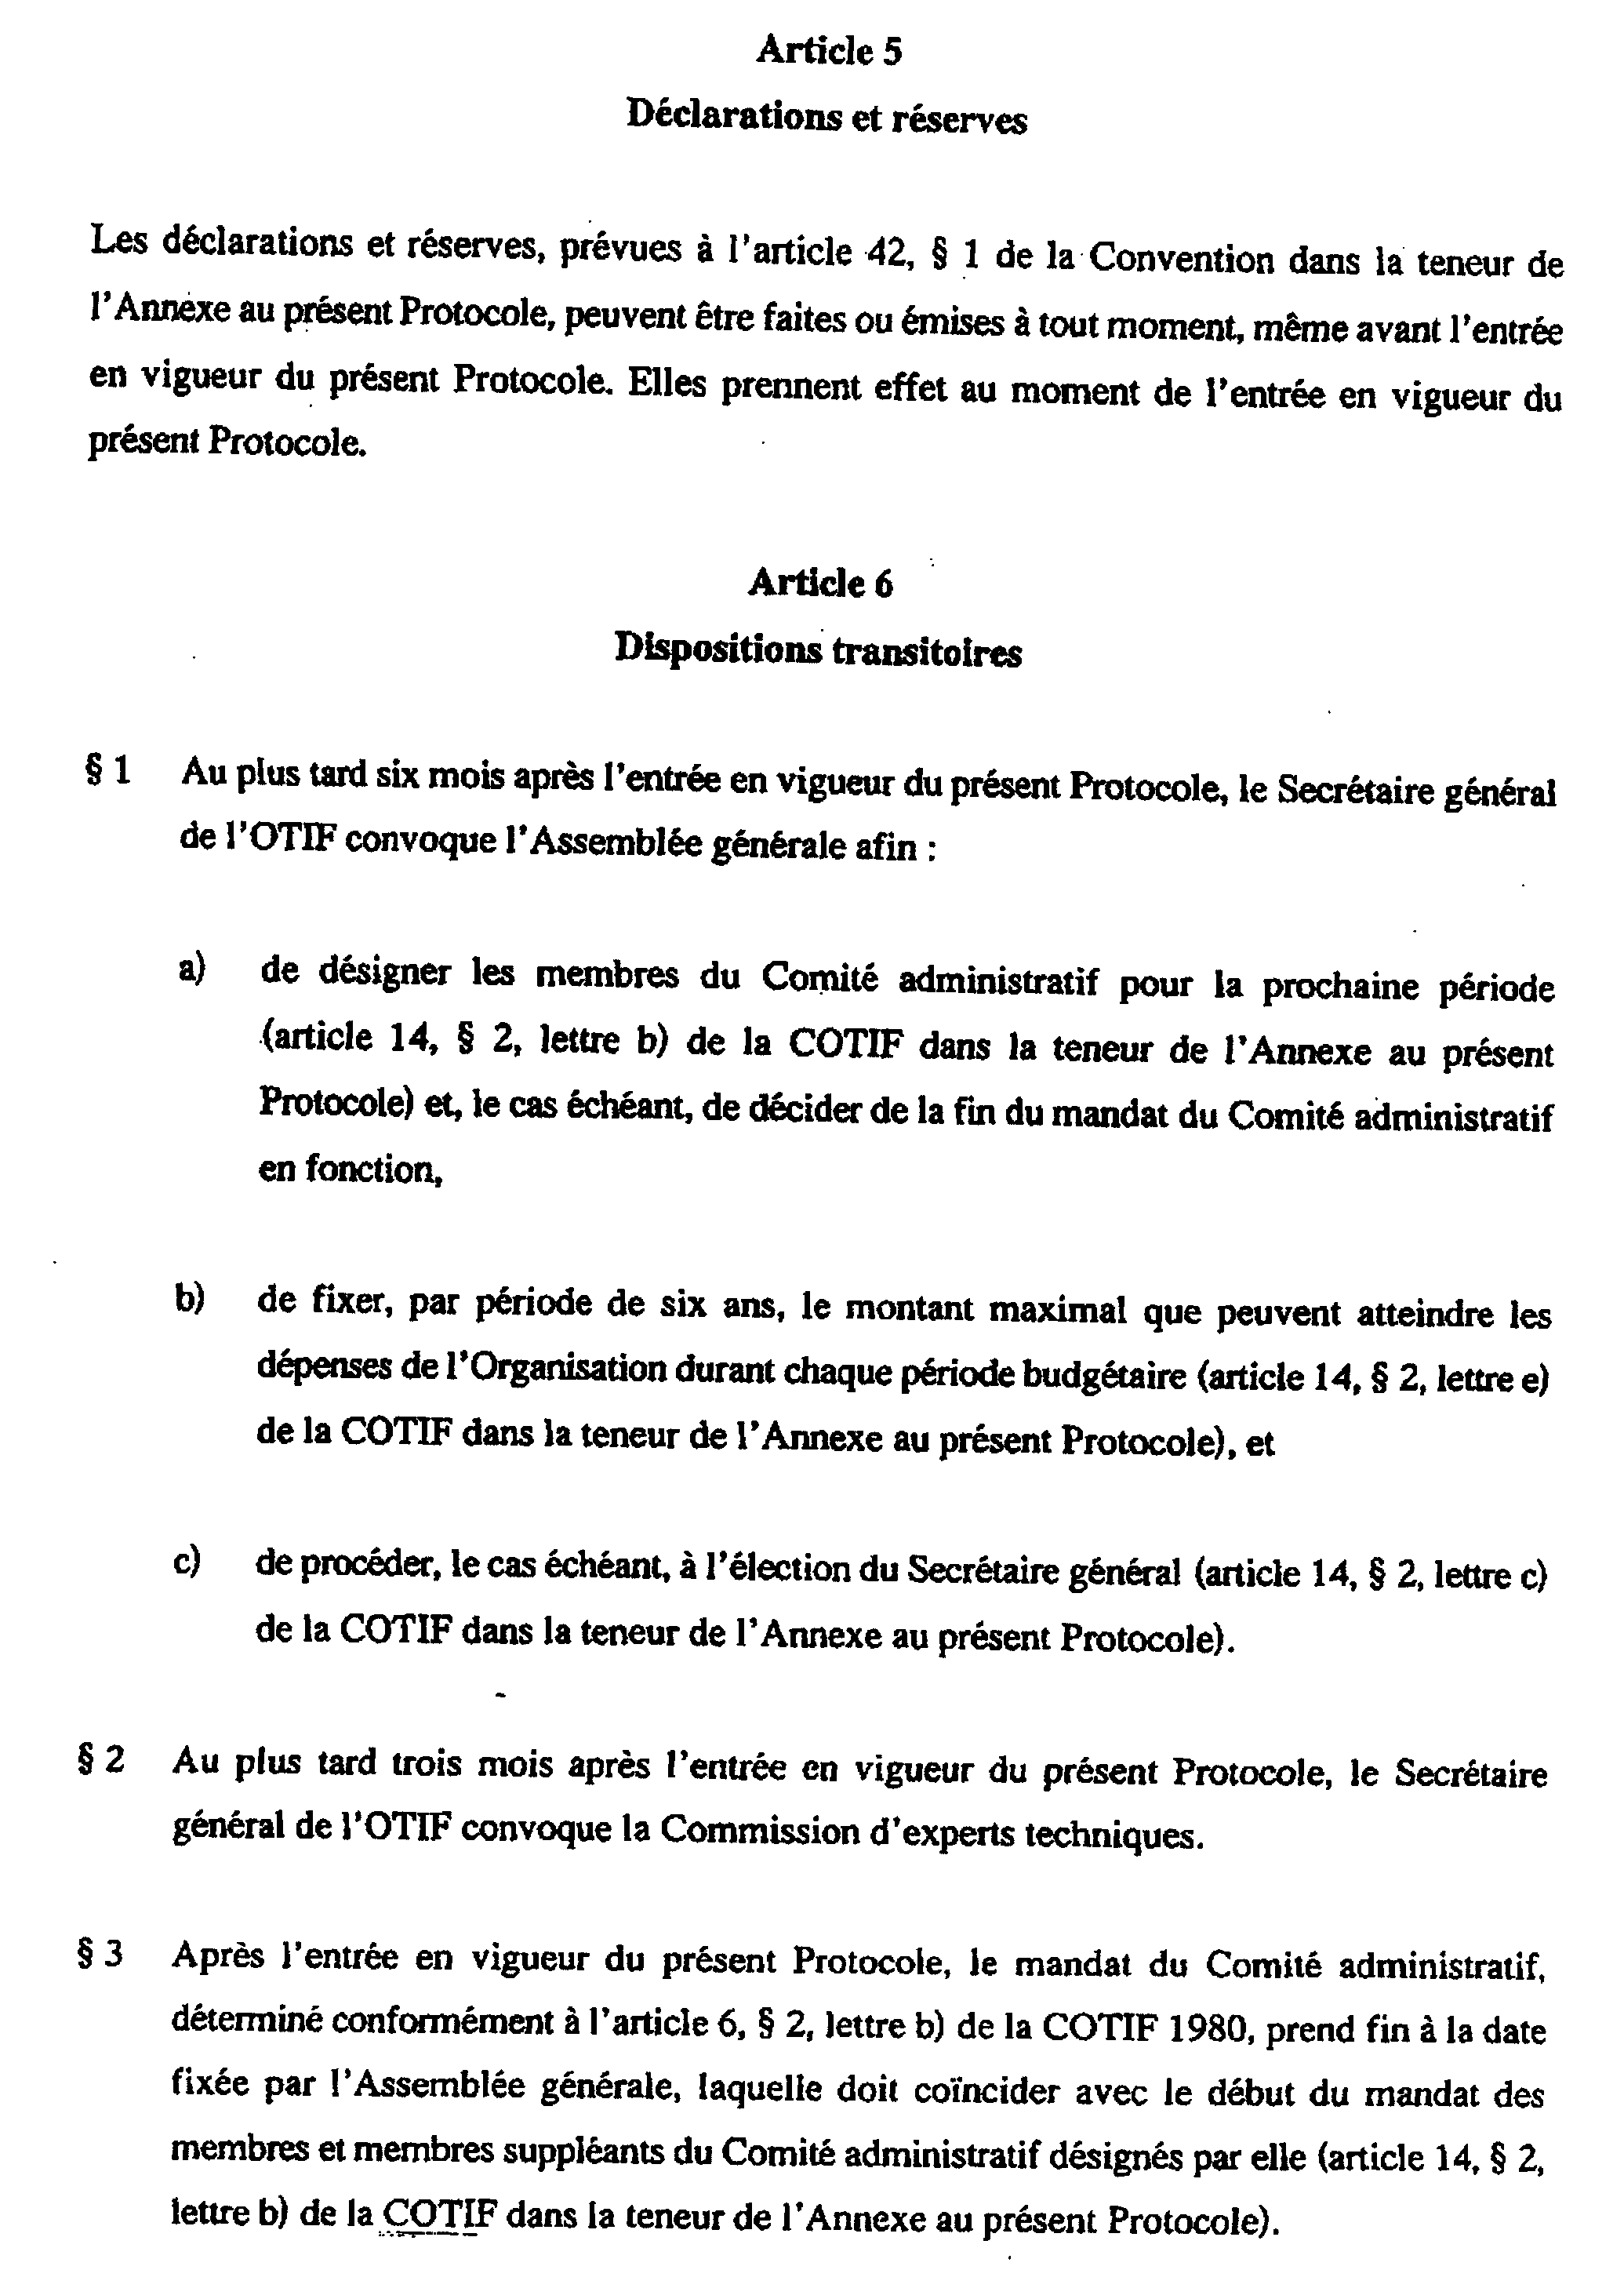 Article 5
Déclarations et réserves
Les déclarations et réserves, prévues à l'article 42, § 1 de la Convention dans la teneur de
l'Annexe au présent Protocole, peuvent être faites ou émises à tout moment, même avant l'entrée
en vigueur du présent Protocole. Elles prennent effet au moment de l'entrée en vigueur du
présent Protocole.
Article 6
Dispositions transitoires
§ 1 Au plus tard six mois après l'entrée en vigueur du présent Protocole, le Secrétaire général
de l'OTIF convoque l'Assemblée générale afin :
a) de désigner les membres du Comité administratif pour la prochaine période
(article 14, § 2, lettre b) de la COTIF dans la teneur de l'Annexe au présent
Protocole) et, le cas échéant, de décider de la fin du mandat du Comité administratif
en fonction,
b) de fixer, par période de six ans, le montant maximal que peuvent atteindre les
dépenses de l'Organisation durant chaque période budgétaire (article 14, § 2, lettre e)
de la COTIF dans la teneur de l'Annexe au présent Protocole), et
c) de procéder, le cas échéant, à l'élection du Secrétaire général (article 14, § 2, lettre c)
de la COTIF dans la teneur de l'Annexe au présent Protocole).
§ 2 Au plus tard trois mois après l'entrée en vigueur du présent Protocole, le Secrétaire
général de l'OTIF convoque la Commission d'experts techniques.
§ 3 Après l'entrée en vigueur du présent Protocole, le mandat du Comité administratif,
déterminé conformément à l'article 6, § 2, lettre b) de la COTIF 1980, prend fin à la date
fixée par l'Assemblée générale, laquelle doit coïncider avec le début du mandat des
membres et membres suppléants du Comité administratif désignés par elle (article 14, § 2,
lettre b) de la COTIF dans la teneur de l'Annexe au présent Protocole).